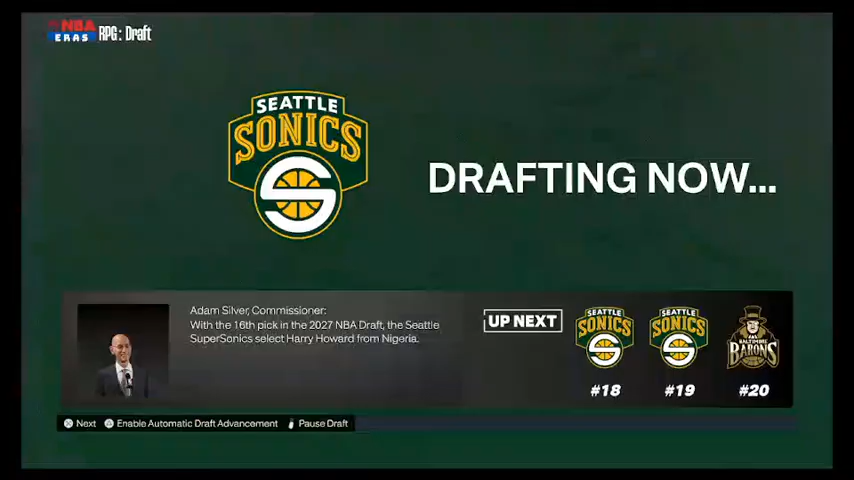 NBA
ERAS
RPG: Draft
SEATTLE
SONICS
DRAFTING NOW...
Adam Silver, Commissioner:
With the 16th pick in the 2027 NBA Draft, the Seattle
SuperSonics select Harry Howard from Nigeria.
UP NEXT
SEATTLE
SONICS
#18
SEATTLE
SONICS
#19
BALTIMORE
BARONS
#20
Next
Enable Automatic Draft Advancement
Pause Draft